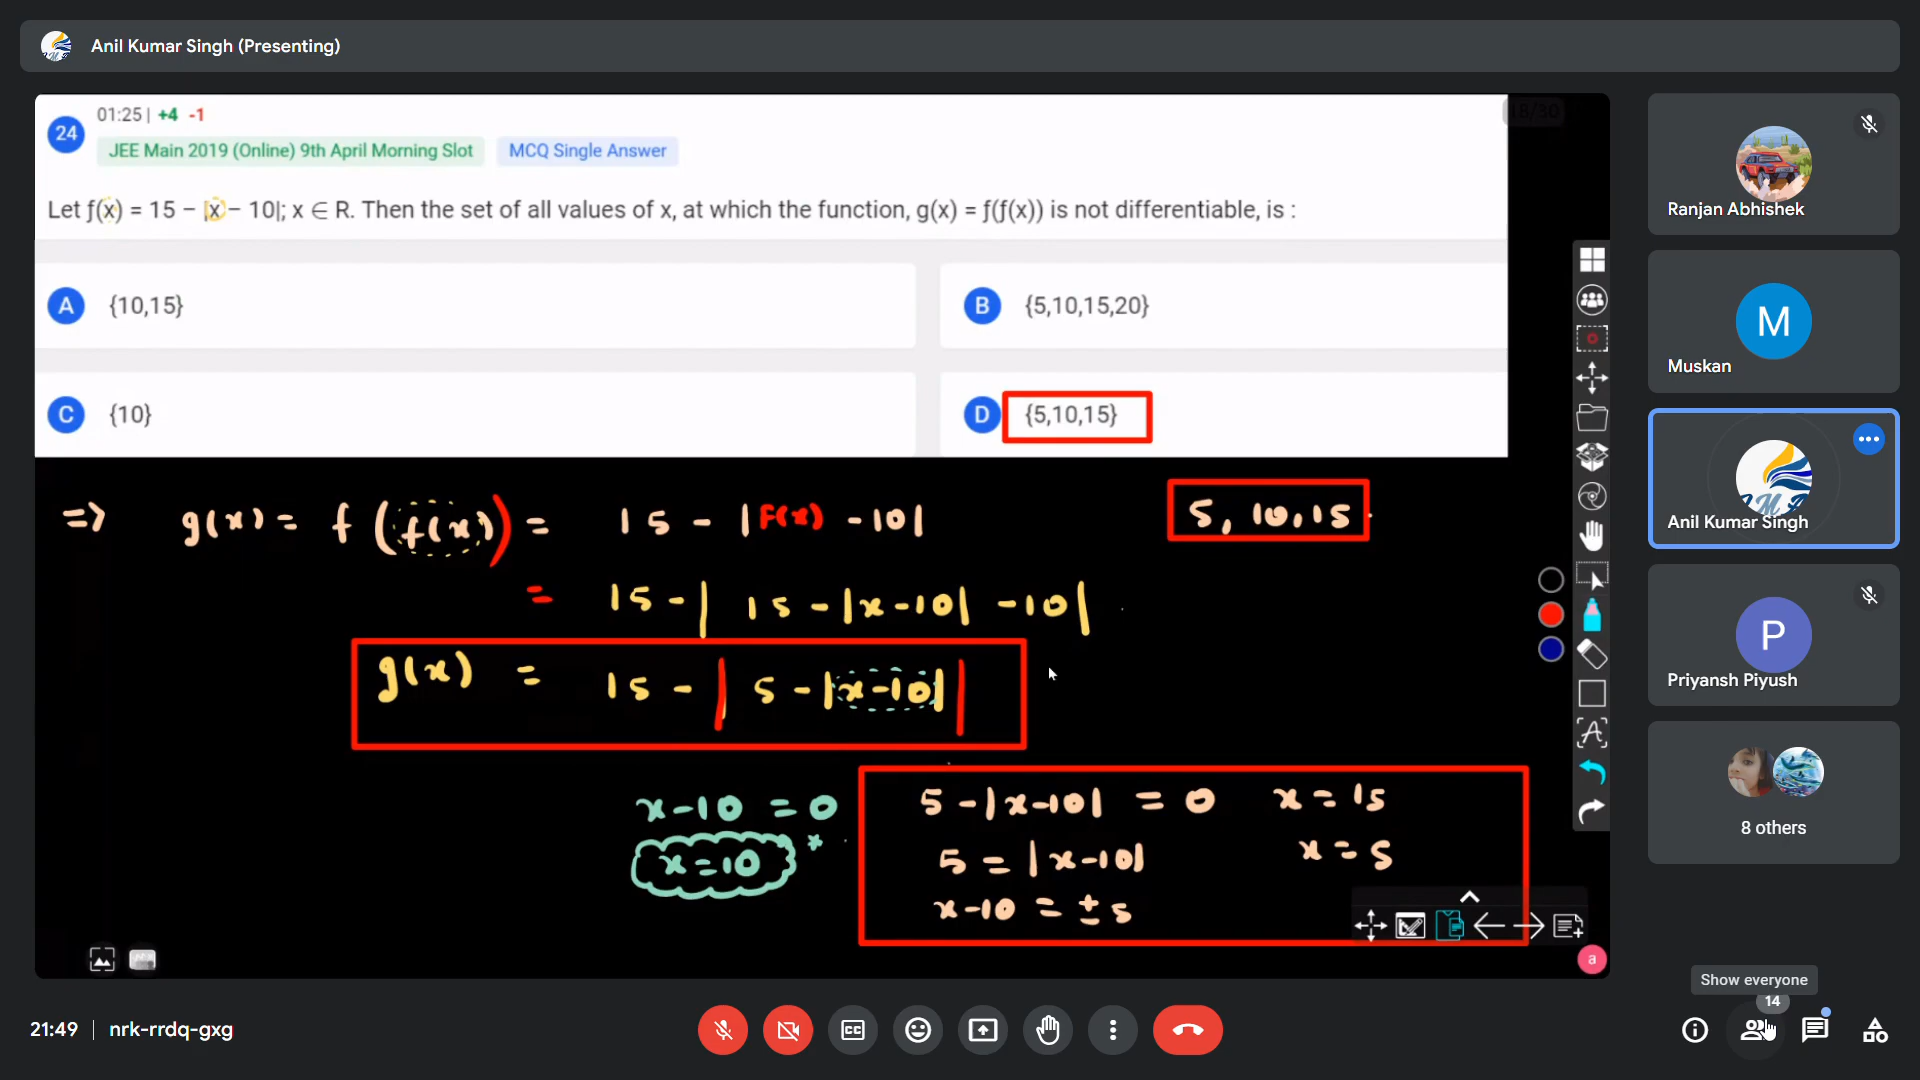 Anil Kumar Singh (Presenting)
24
01:25 | +4 -1
18/30
JEE Main 2019 (Online) 9th April Morning Slot
MCQ Single Answer
Let ƒ(x) = 15 − |x − 10|; x ∈ R. Then the set of all values of x, at which the function, g(x) = ƒ(ƒ(x)) is not differentiable, is :
A {10,15}
B {5,10,15,20}
C {10}
D {5,10,15}
=> g(x) = f (f(x)) = 15 - |F(x) - 10|
5, 10, 15
= 15 - | 15 - |x-10| - 10|
g(x) = 15 - | 5 - |x-10| |
x-10 = 0
x=10 *
5 - |x-10| = 0 x = 15
5 = |x-10| x = 5
x-10 = ± 5
a
Ranjan Abhishek
M
Muskan
Anil Kumar Singh
P
Priyansh Piyush
8 others
Show everyone
14
21:49 | nrk-rrdq-gxg
CC